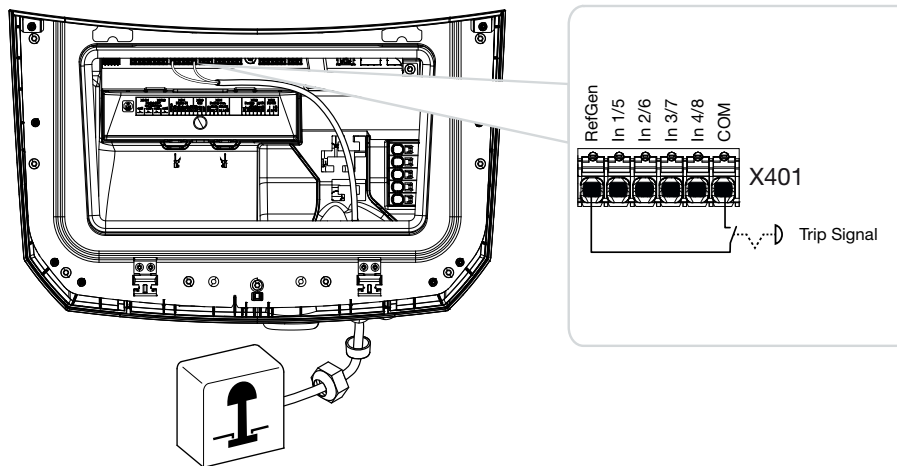 RefGen
In 1/5
In 2/6
In 3/7
In 4/8
COM
X401
Trip Signal